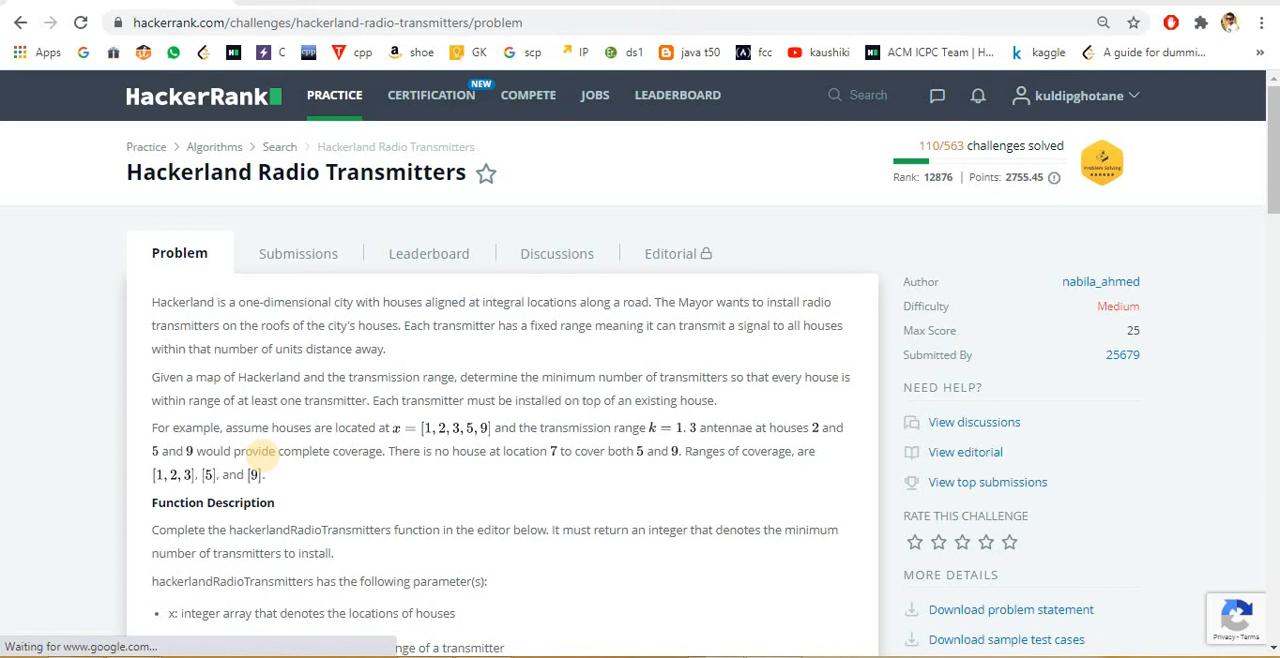 hackerrank.com/challenges/hackerland-radio-transmitters/problem
Apps C cpp shoe GK scp IP ds1 java t50 fcc kaushiki ACM ICPC Team | H... kaggle A guide for dummi... »
HackerRank PRACTICE CERTIFICATION NEW COMPETE JOBS LEADERBOARD Search kuldipghotane
Practice > Algorithms > Search > Hackerland Radio Transmitters
110/563 challenges solved
Hackerland Radio Transmitters
Rank: 12876 | Points: 2755.45
Problem Solving
Problem Submissions Leaderboard Discussions Editorial
Hackerland is a one-dimensional city with houses aligned at integral locations along a road. The Mayor wants to install radio
transmitters on the roofs of the city's houses. Each transmitter has a fixed range meaning it can transmit a signal to all houses
within that number of units distance away.
Given a map of Hackerland and the transmission range, determine the minimum number of transmitters so that every house is
within range of at least one transmitter. Each transmitter must be installed on top of an existing house.
For example, assume houses are located at x = [1, 2, 3, 5, 9] and the transmission range k = 1. 3 antennae at houses 2 and
5 and 9 would provide complete coverage. There is no house at location 7 to cover both 5 and 9. Ranges of coverage, are
[1, 2, 3], [5], and [9].
Function Description
Complete the hackerlandRadioTransmitters function in the editor below. It must return an integer that denotes the minimum
number of transmitters to install.
hackerlandRadioTransmitters has the following parameter(s):
• x: integer array that denotes the locations of houses
nge of a transmitter
Author nabila_ahmed
Difficulty Medium
Max Score 25
Submitted By 25679
NEED HELP?
View discussions
View editorial
View top submissions
RATE THIS CHALLENGE
MORE DETAILS
Download problem statement
Download sample test cases
Privacy - Terms
Waiting for www.google.com...